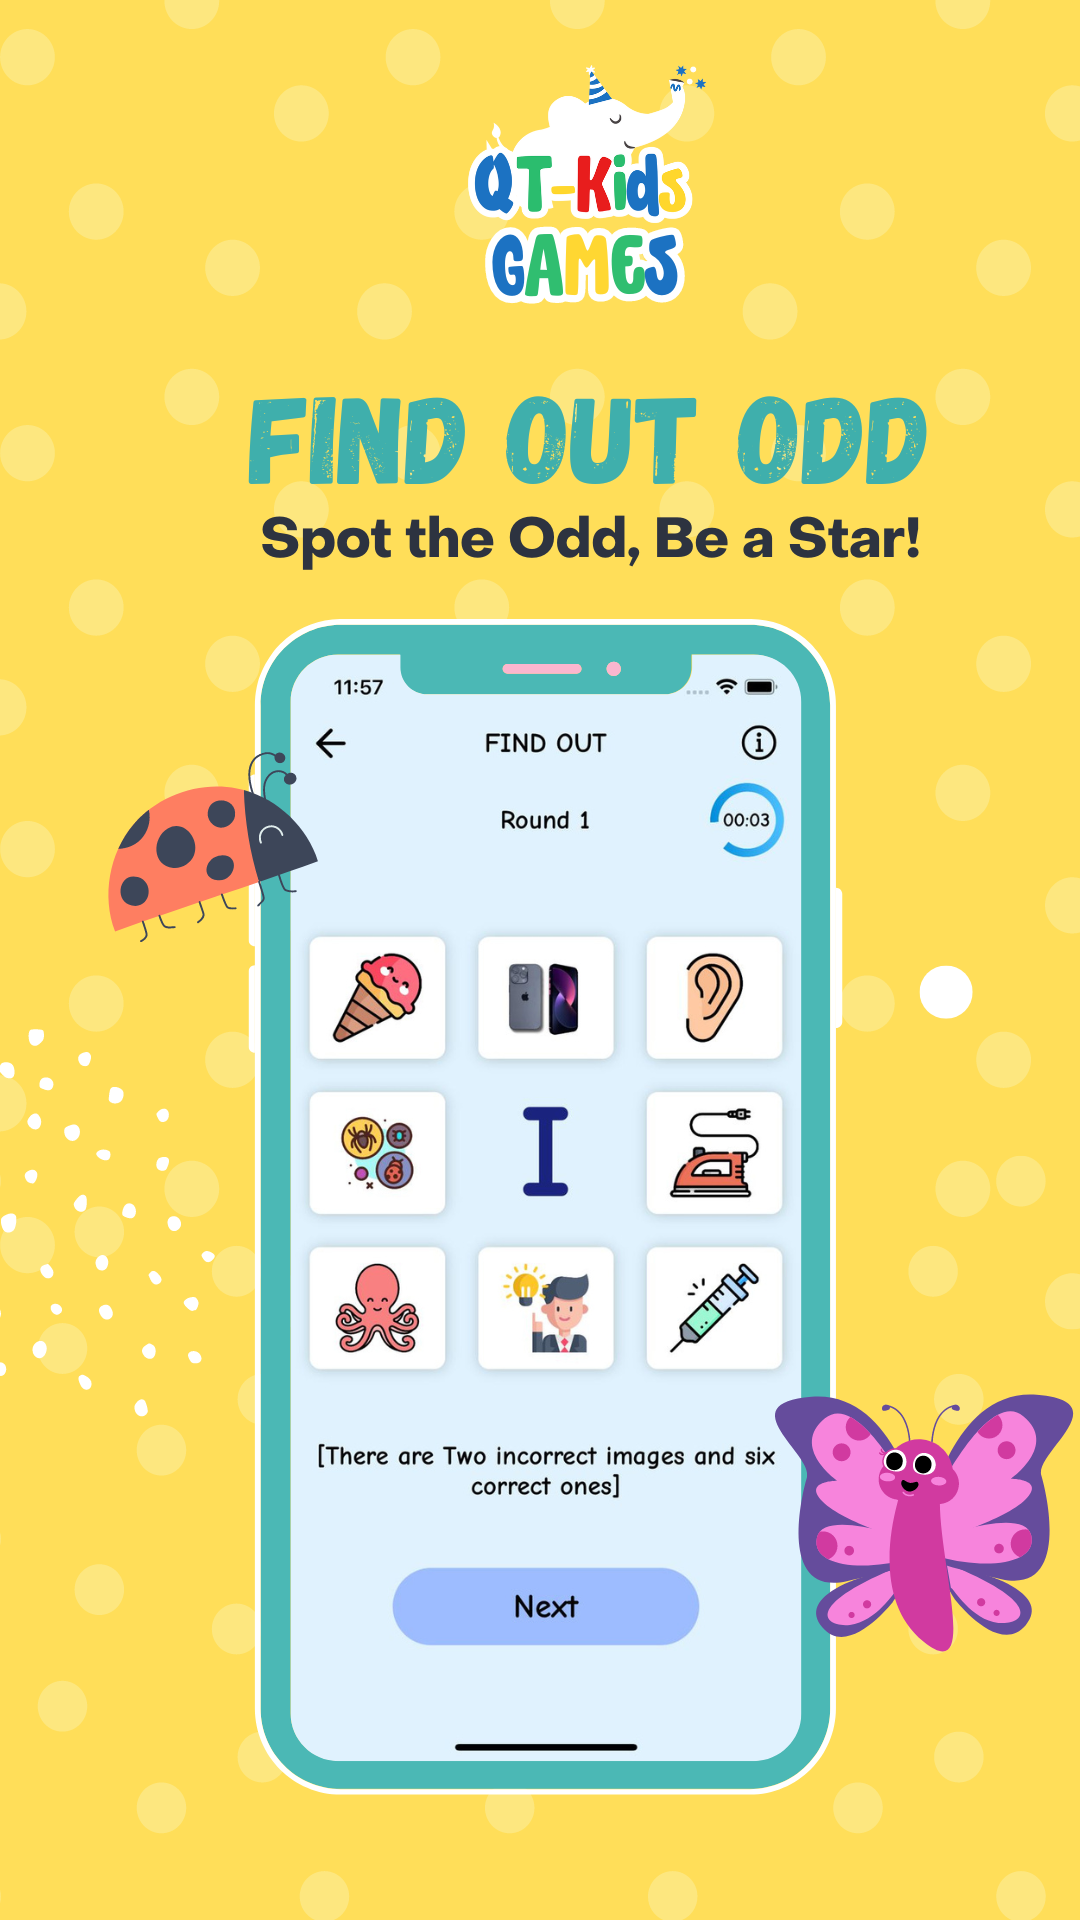 QT-Kids
GAMES
FIND OUT ODD
Spot the Odd, Be a Star!
11:57
FIND OUT
Round 1
00:03
I
[There are Two incorrect images and six
correct ones]
Next